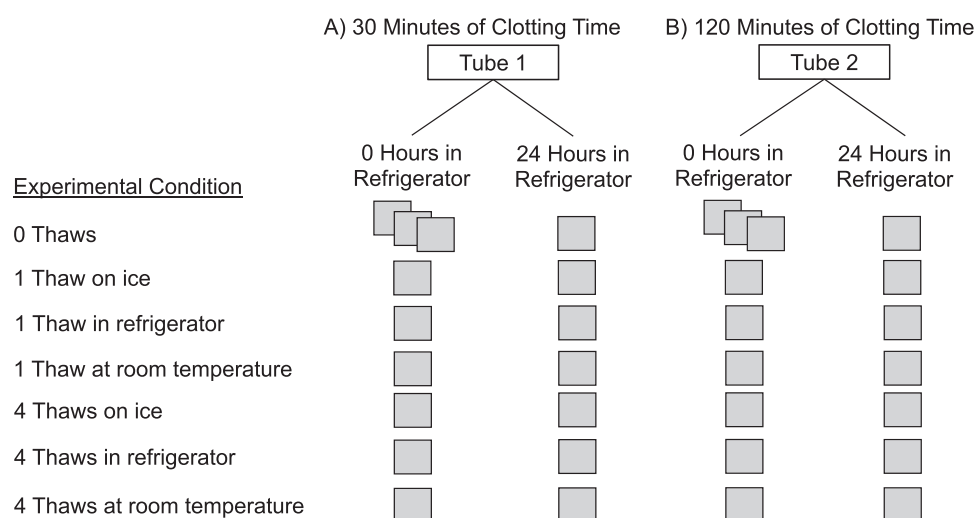 A) 30 Minutes of Clotting Time B) 120 Minutes of Clotting Time
Tube 1 Tube 2
0 Hours in 24 Hours in 0 Hours in 24 Hours in
Refrigerator Refrigerator Refrigerator Refrigerator
Experimental Condition
0 Thaws
1 Thaw on ice
1 Thaw in refrigerator
1 Thaw at room temperature
4 Thaws on ice
4 Thaws in refrigerator
4 Thaws at room temperature